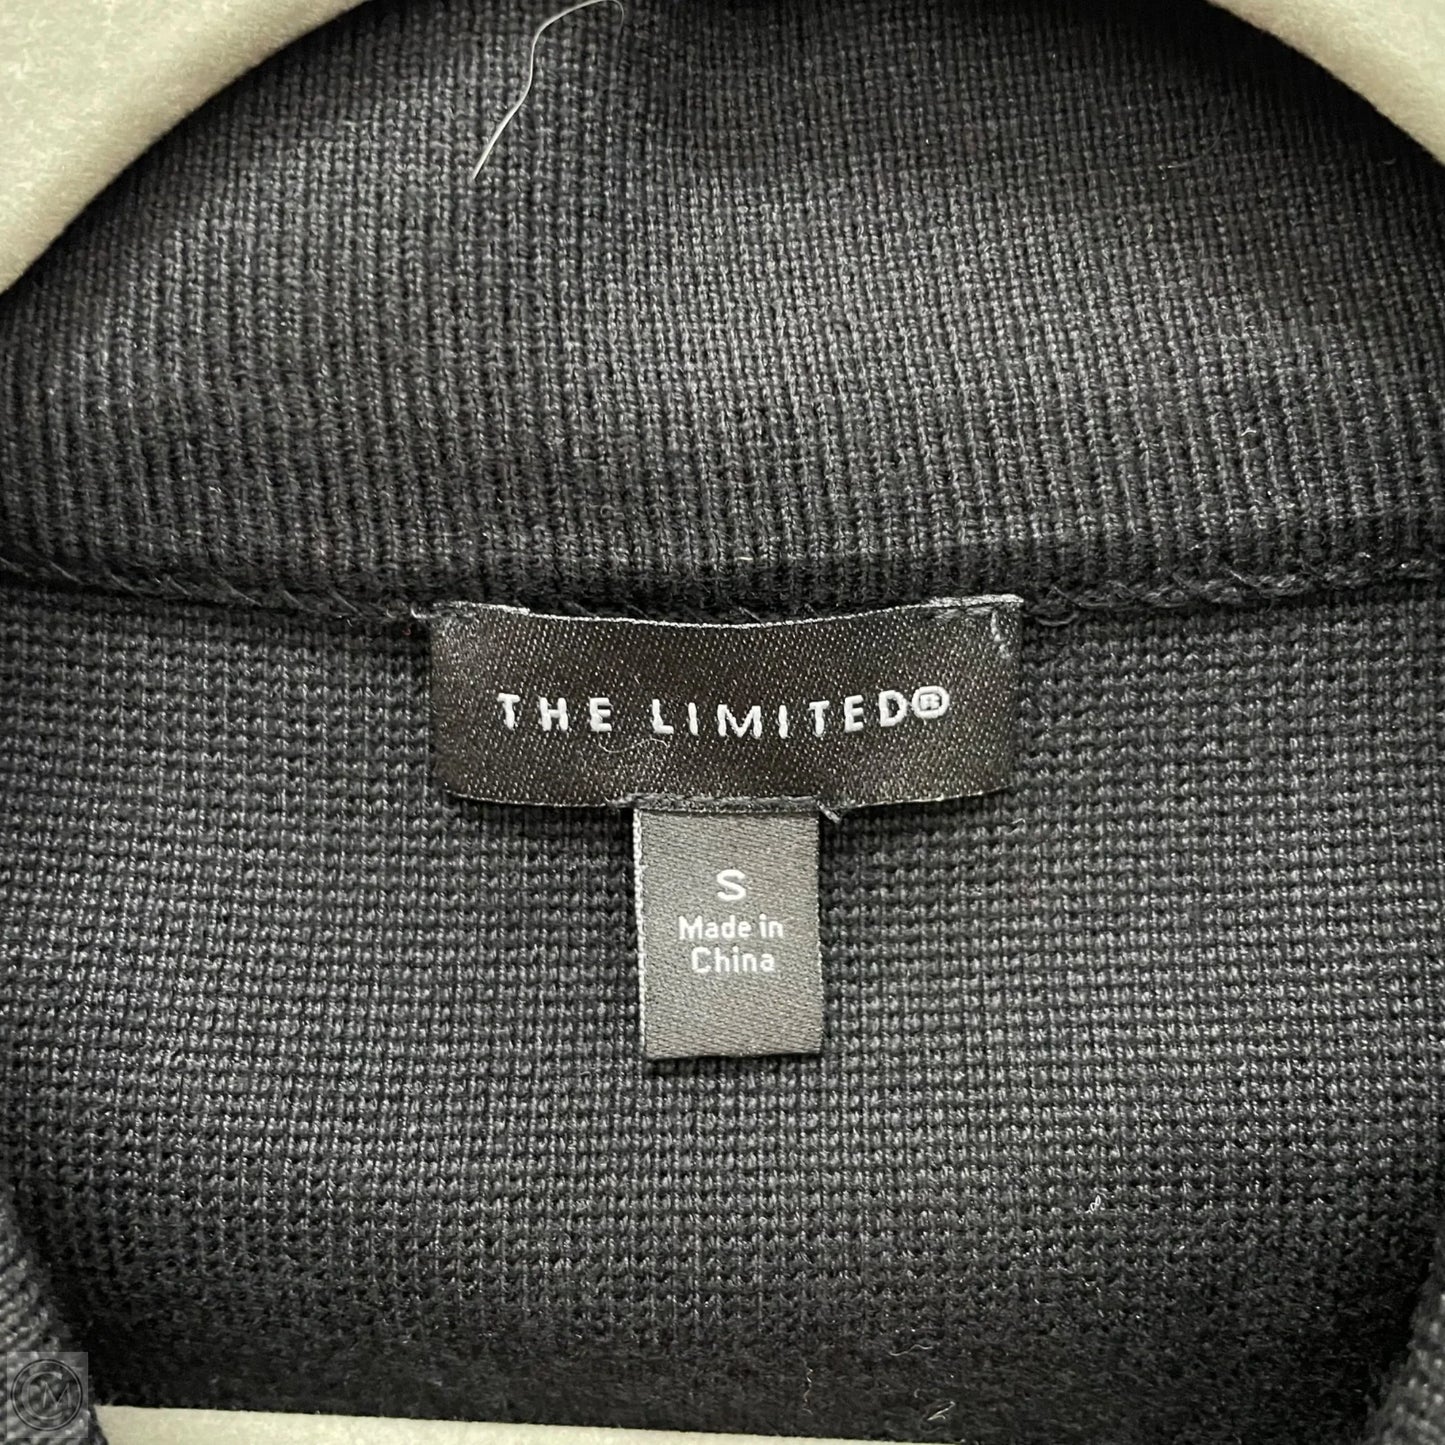 THE LIMITED®
S
Made in
China